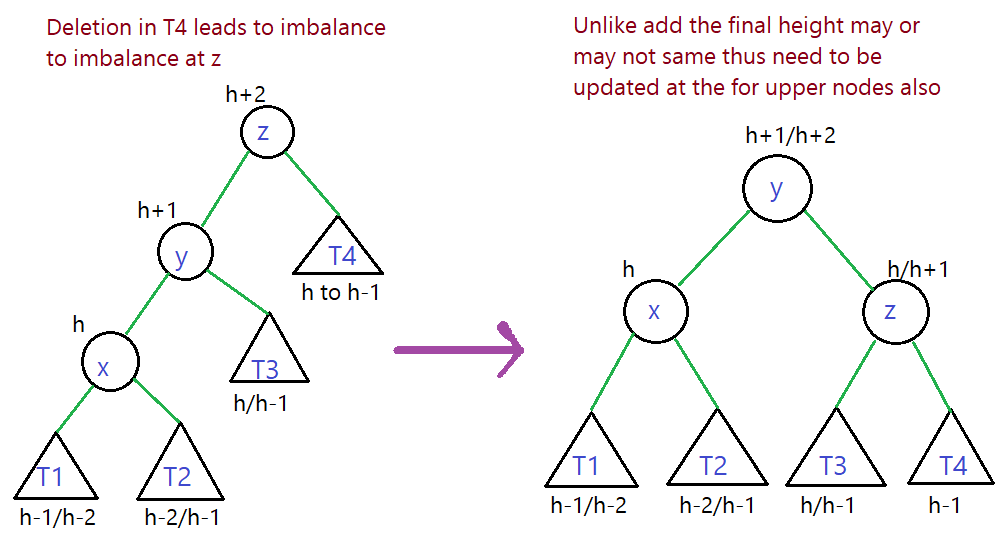 Deletion in T4 leads to imbalance
to imbalance at z
h+2
z
h+1
y
T4
h to h-1
h
x
T3
h/h-1
T1
T2
h-1/h-2
h-2/h-1
Unlike add the final height may or
may not same thus need to be
updated at the for upper nodes also
h+1/h+2
y
h
x
h/h+1
z
T1
T2
T3
T4
h-1/h-2
h-2/h-1
h/h-1
h-1